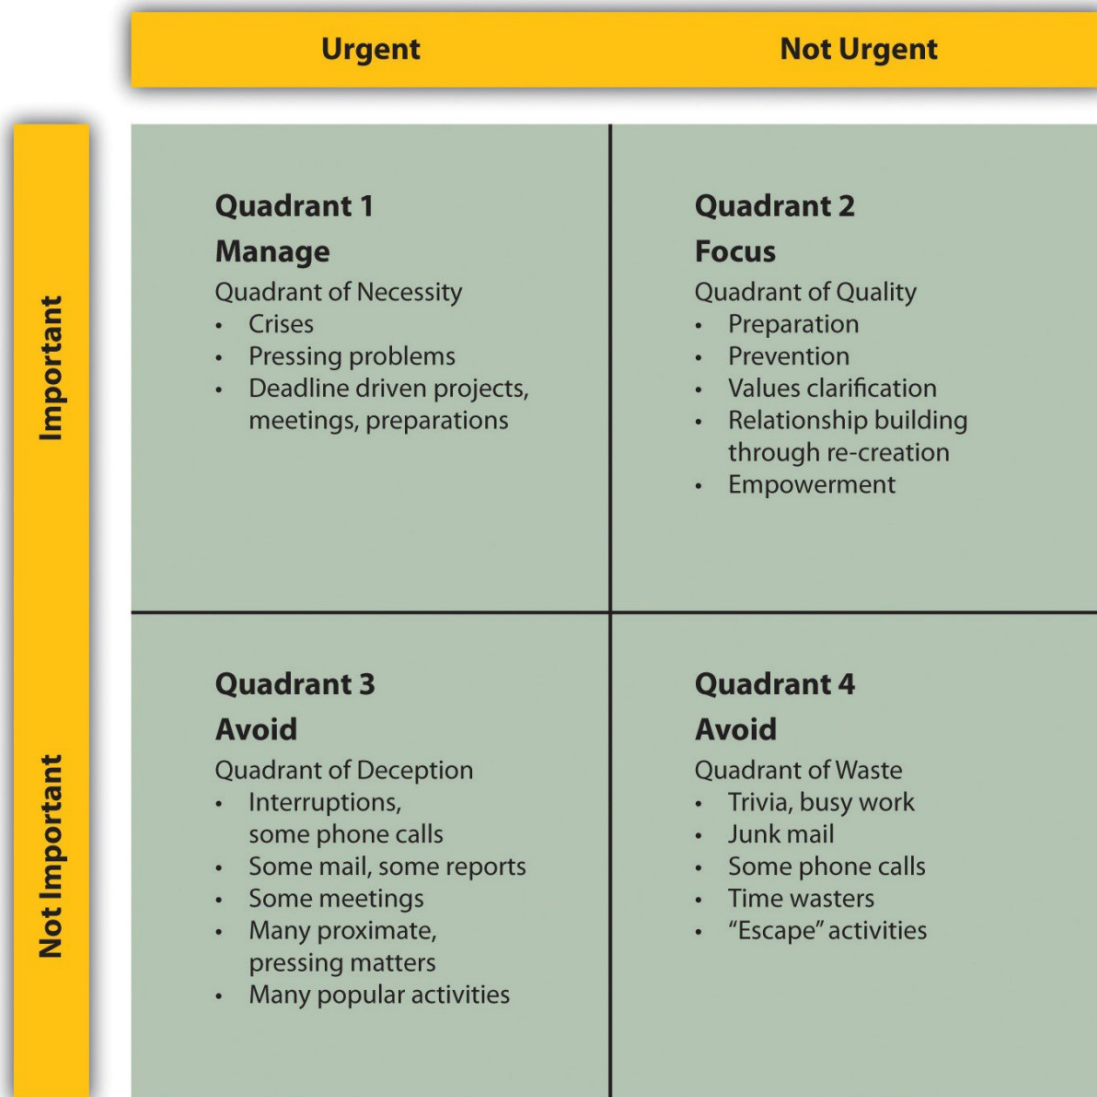 Urgent
Not Urgent
Important
Quadrant 1
Manage
Quadrant of Necessity
• Crises
• Pressing problems
• Deadline driven projects,
meetings, preparations
Quadrant 2
Focus
Quadrant of Quality
• Preparation
• Prevention
• Values clarification
• Relationship building
through re-creation
• Empowerment
Not Important
Quadrant 3
Avoid
Quadrant of Deception
• Interruptions,
some phone calls
• Some mail, some reports
• Some meetings
• Many proximate,
pressing matters
• Many popular activities
Quadrant 4
Avoid
Quadrant of Waste
• Trivia, busy work
• Junk mail
• Some phone calls
• Time wasters
• “Escape” activities